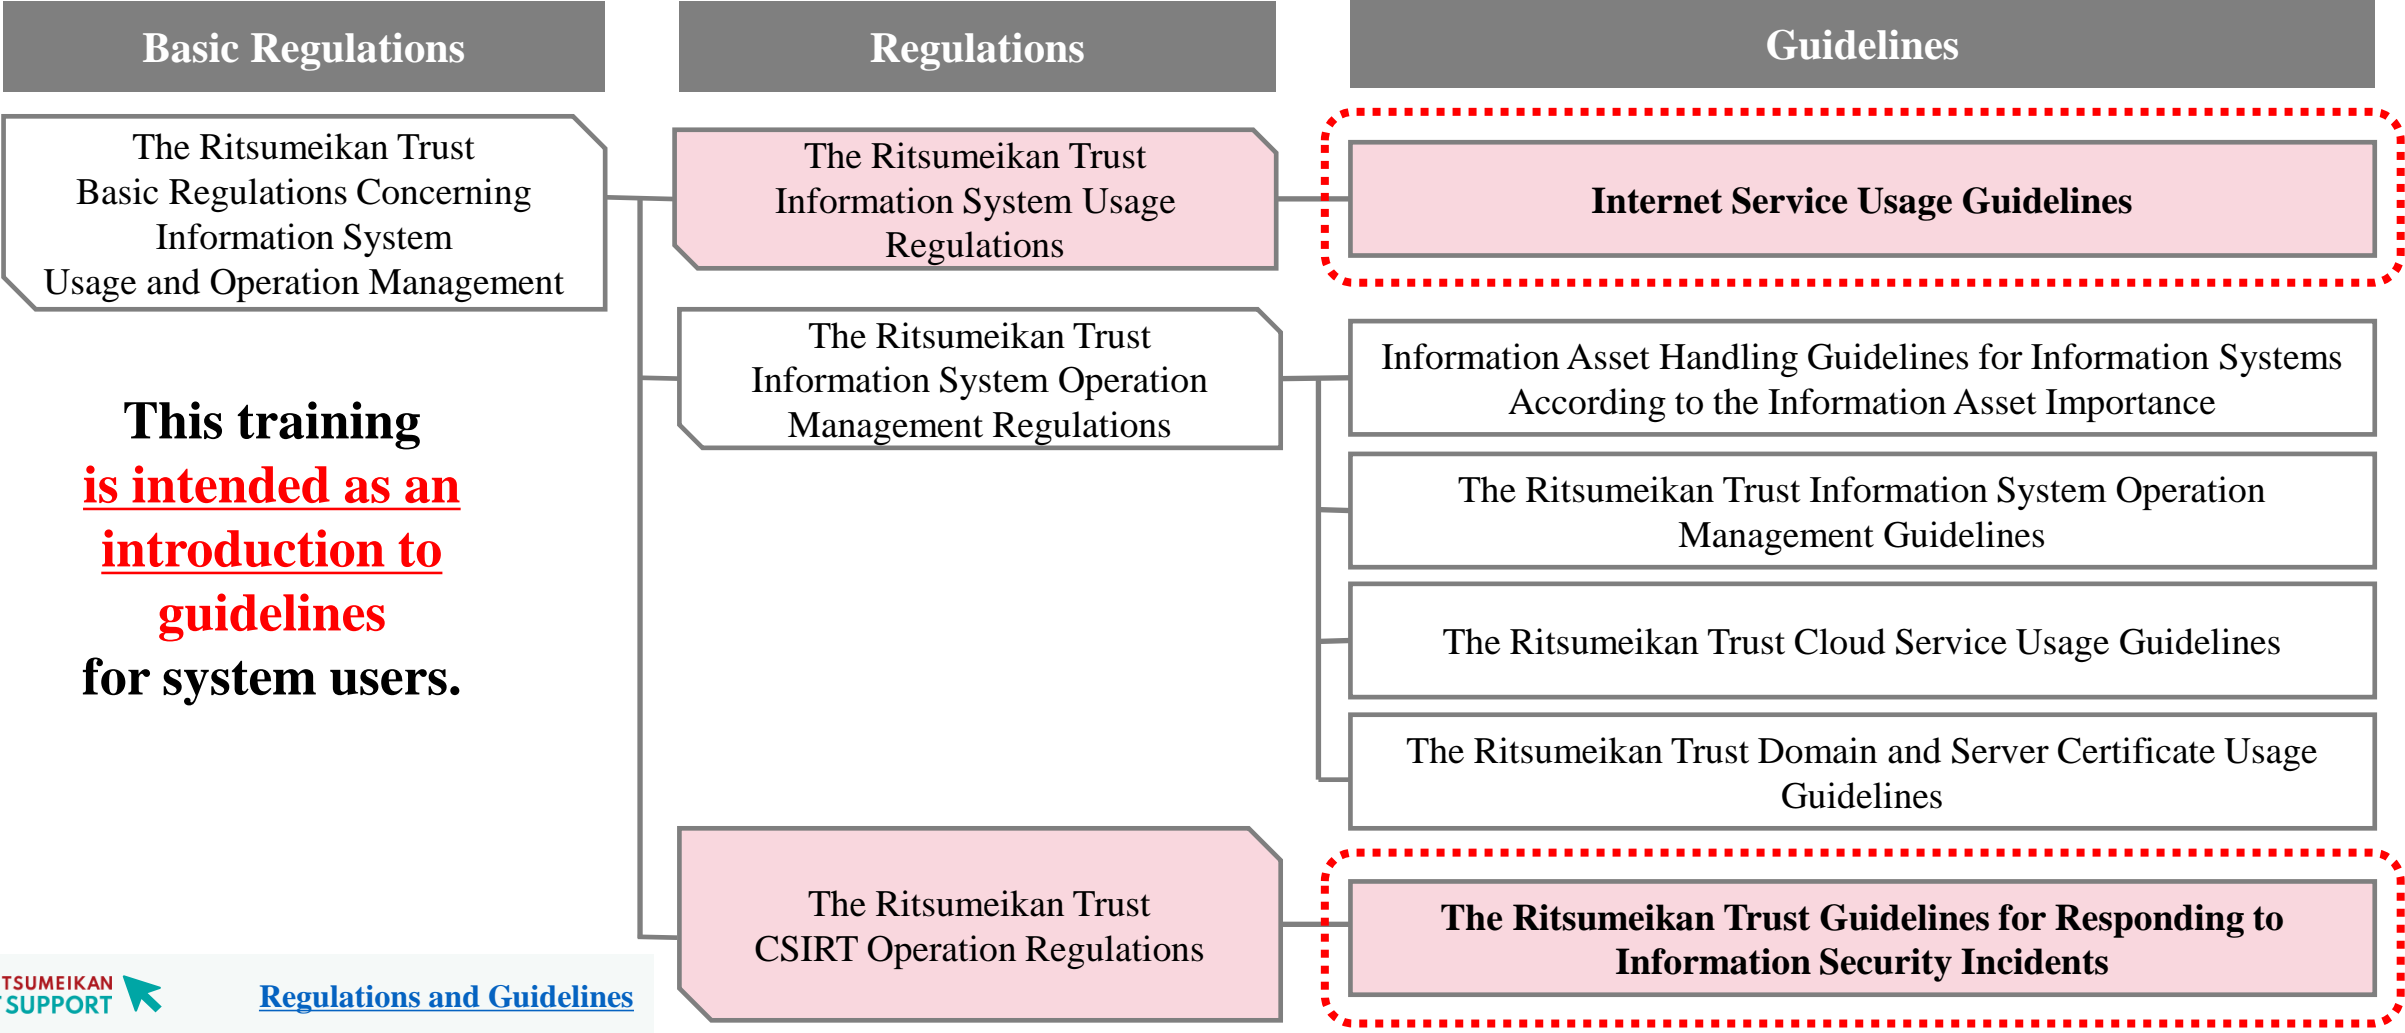 Basic Regulations
Regulations
Guidelines
The Ritsumeikan Trust
Basic Regulations Concerning
Information System
Usage and Operation Management
The Ritsumeikan Trust
Information System Usage
Regulations
Internet Service Usage Guidelines
The Ritsumeikan Trust
Information System Operation
Management Regulations
Information Asset Handling Guidelines for Information Systems
According to the Information Asset Importance
The Ritsumeikan Trust Information System Operation
Management Guidelines
The Ritsumeikan Trust Cloud Service Usage Guidelines
The Ritsumeikan Trust Domain and Server Certificate Usage
Guidelines
The Ritsumeikan Trust
CSIRT Operation Regulations
The Ritsumeikan Trust Guidelines for Responding to
Information Security Incidents
This training
is intended as an
introduction to
guidelines
for system users.
TSUMEIKAN
SUPPORT
Regulations and Guidelines